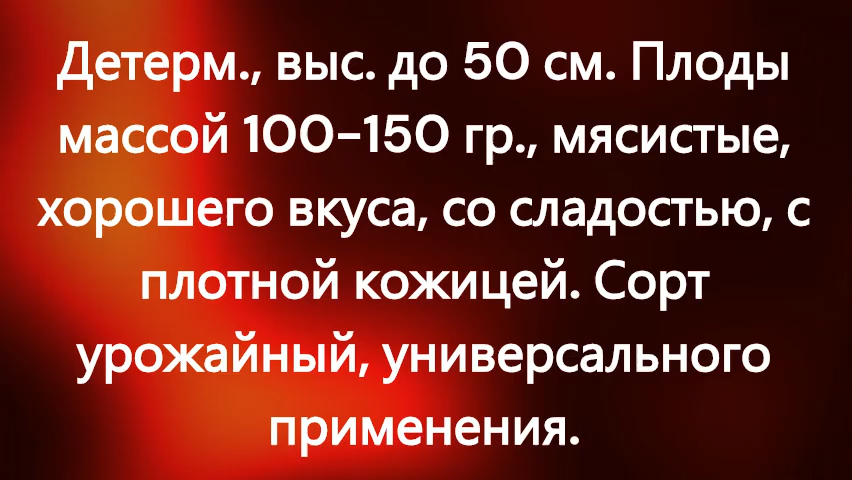 Детерм., выс. до 50 см. Плоды
массой 100-150 гр., мясистые,
хорошего вкуса, со сладостью, с
плотной кожицей. Сорт
урожайный, универсального
применения.